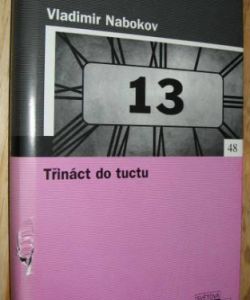 Vladimir Nabokov
13
48
Třináct do tuctu